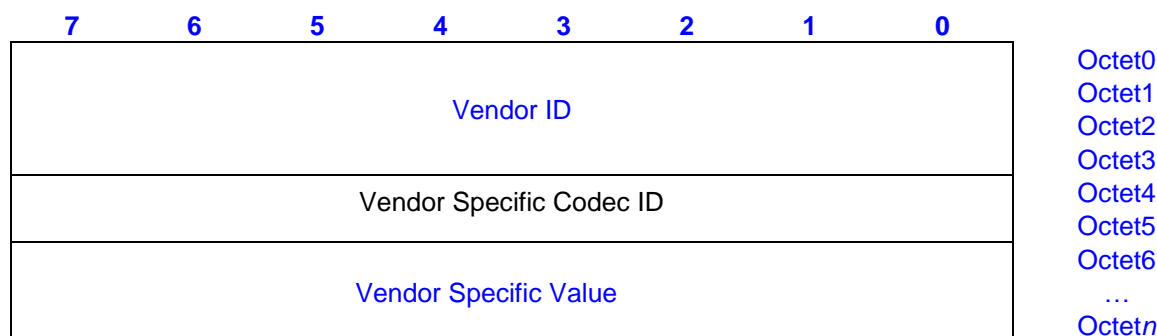 7 6 5 4 3 2 1 0
Octet0
Vendor ID
Octet1
Octet2
Octet3
Vendor Specific Codec ID
Octet4
Octet5
Vendor Specific Value
Octet6
…
Octetn